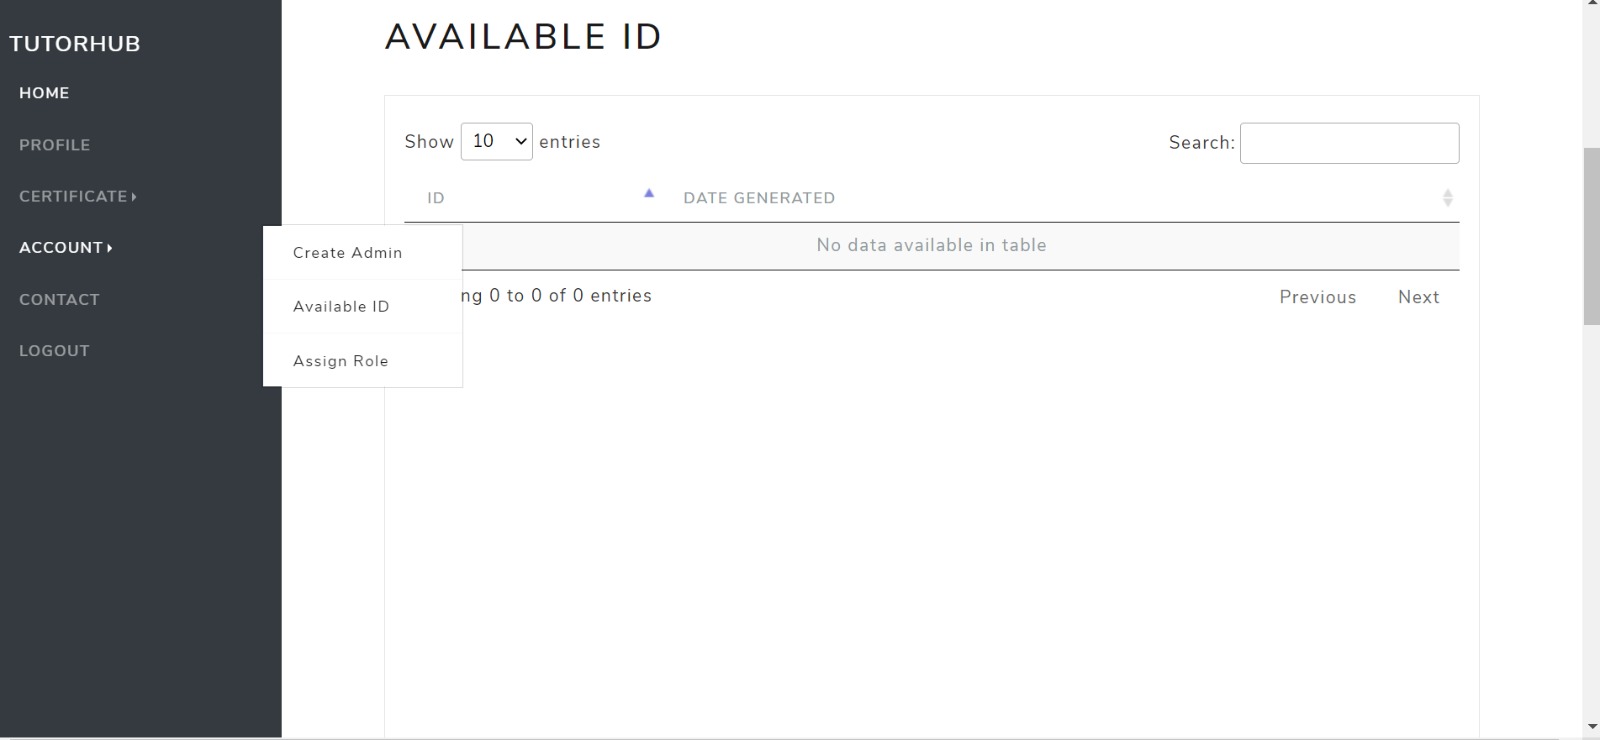 TUTORHUB
HOME
PROFILE
CERTIFICATE
ACCOUNT
CONTACT
LOGOUT
Create Admin
Available ID
Assign Role
AVAILABLE ID
Show 10 entries
Search:
ID DATE GENERATED
No data available in table
ng 0 to 0 of 0 entries
Previous Next